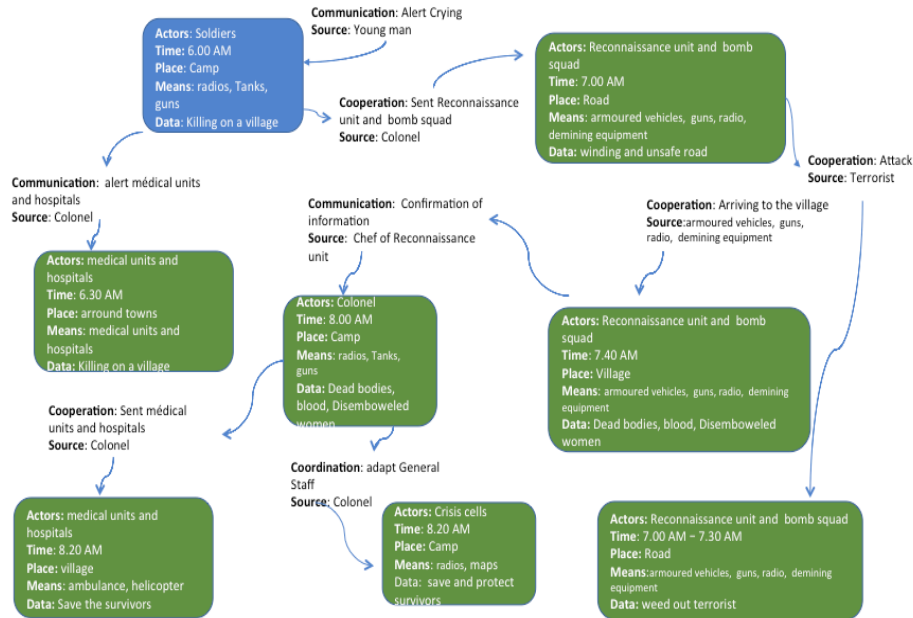 Communication: Alert Crying
Source: Young man
Actors: Soldiers
Time: 6.00 AM
Place: Camp
Means: radios, Tanks,
guns
Data: Killing on a village
Cooperation: Sent Reconnaissance
unit and bomb squad
Source: Colonel
Actors: Reconnaissance unit and bomb
squad
Time: 7.00 AM
Place: Road
Means: armoured vehicles, guns, radio,
demining equipment
Data: winding and unsafe road
Cooperation: Attack
Source: Terrorist
Communication: alert médical units
and hospitals
Source: Colonel
Communication: Confirmation of
information
Source: Chef of Reconnaissance
unit
Cooperation: Arriving to the village
Source:armoured vehicles, guns,
radio, demining equipment
Actors: medical units and
hospitals
Time: 6.30 AM
Place: arround towns
Means: medical units and
hospitals
Data: Killing on a village
Actors: Colonel
Time: 8.00 AM
Place: Camp
Means: radios, Tanks,
guns
Data: Dead bodies,
blood, Disemboweled
women
Actors: Reconnaissance unit and bomb
squad
Time: 7.40 AM
Place: Village
Means: armoured vehicles, guns, radio, demining
equipment
Data: Dead bodies, blood, Disemboweled
women
Cooperation: Sent médical
units and hospitals
Source: Colonel
Coordination: adapt General
Staff
Source: Colonel
Actors: medical units and
hospitals
Time: 8.20 AM
Place: village
Means: ambulance, helicopter
Data: Save the survivors
Actors: Crisis cells
Time: 8.20 AM
Place: Camp
Means: radios, maps
Data: save and protect
survivors
Actors: Reconnaissance unit and bomb squad
Time: 7.00 AM – 7.30 AM
Place: Road
Means:armoured vehicles, guns, radio, demining
equipment
Data: weed out terrorist